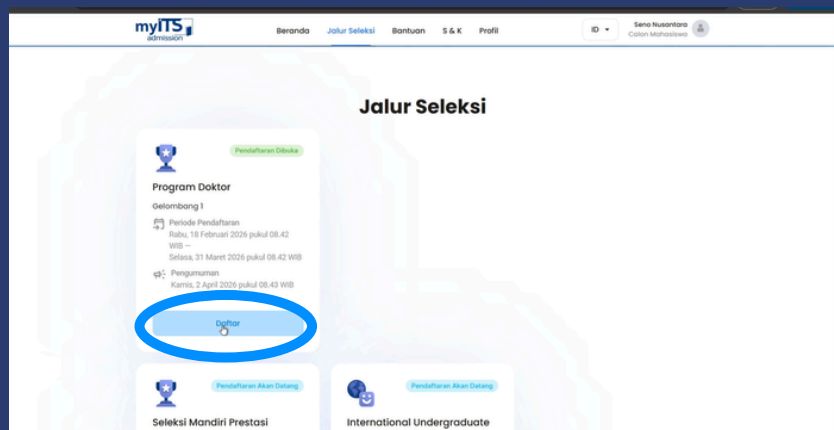 myITS
admission
Beranda
Jalur Seleksi
Bantuan
S & K
Profil
ID
Seno Nusantara
Calon Mahasiswa
Jalur Seleksi
Pendaftaran Dibuka
Program Doktor
Gelombang 1
Periode Pendaftaran
Rabu, 18 Februari 2026 pukul 08.42
WIB —
Selasa, 31 Maret 2026 pukul 08.42 WIB
Pengumuman
Kamis, 2 April 2026 pukul 08.43 WIB
Daftar
Pendaftaran Akan Datang
Seleksi Mandiri Prestasi
Pendaftaran Akan Datang
International Undergraduate